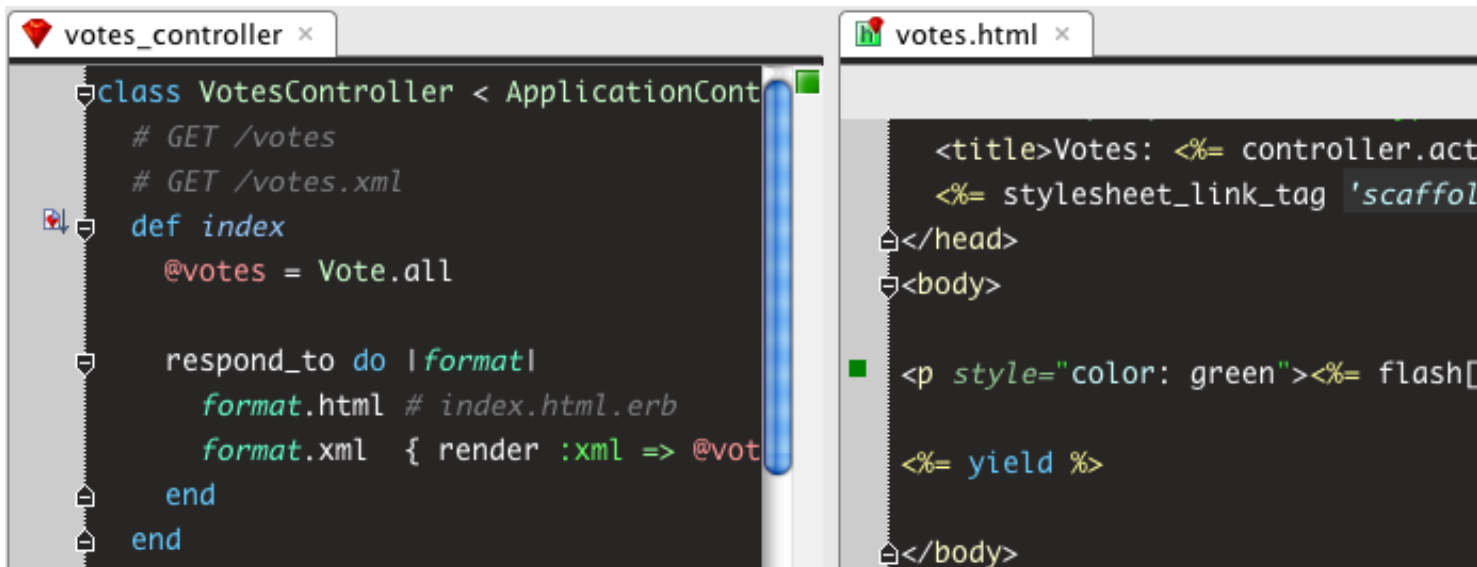 votes_controller ×
class VotesController < ApplicationCont
# GET /votes
# GET /votes.xml
def index
@votes = Vote.all
respond_to do |format|
format.html # index.html.erb
format.xml { render :xml => @vot
end
end
votes.html ×
<title>Votes: <%= controller.act
<%= stylesheet_link_tag 'scaffol
</head>
<body>
<p style="color: green"><%= flash[
<%= yield %>
</body>